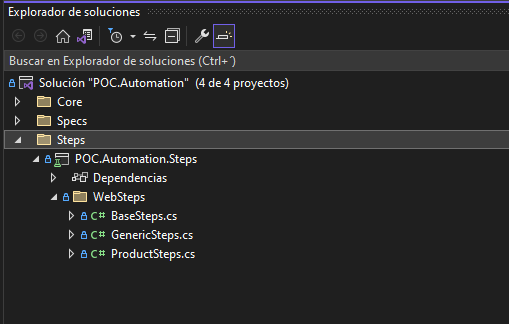 Explorador de soluciones
Buscar en Explorador de soluciones (Ctrl+´)
Solución "POC.Automation" (4 de 4 proyectos)
Core
Specs
Steps
POC.Automation.Steps
Dependencias
WebSteps
C# BaseSteps.cs
C# GenericSteps.cs
C# ProductSteps.cs